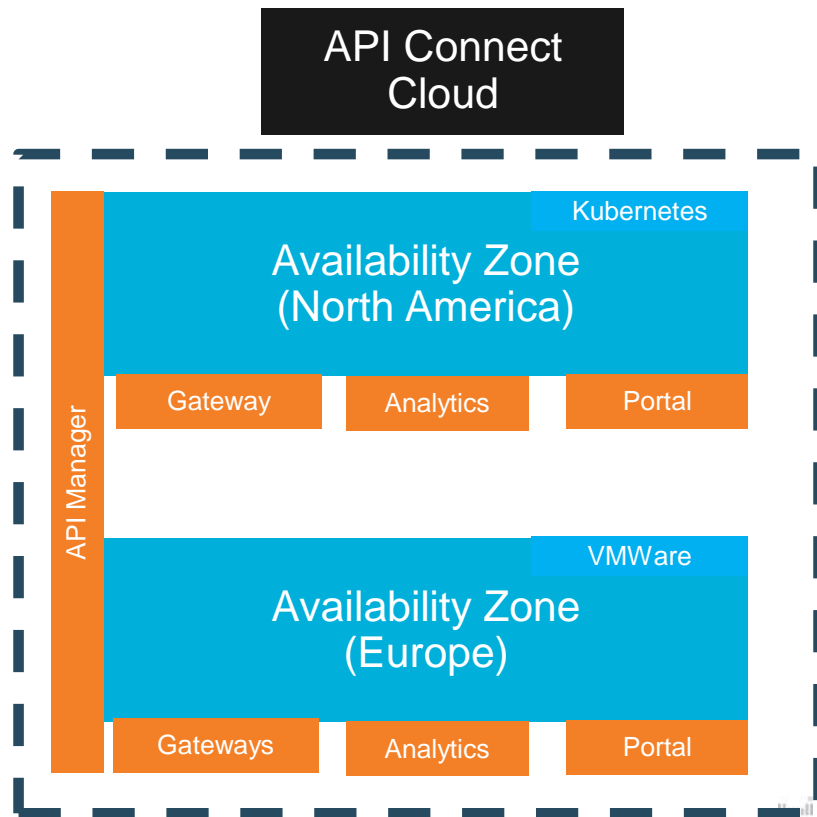 API Connect
Cloud
Kubernetes
Availability Zone
(North America)
Gateway
Analytics
Portal
API Manager
VMWare
Availability Zone
(Europe)
Gateways
Analytics
Portal